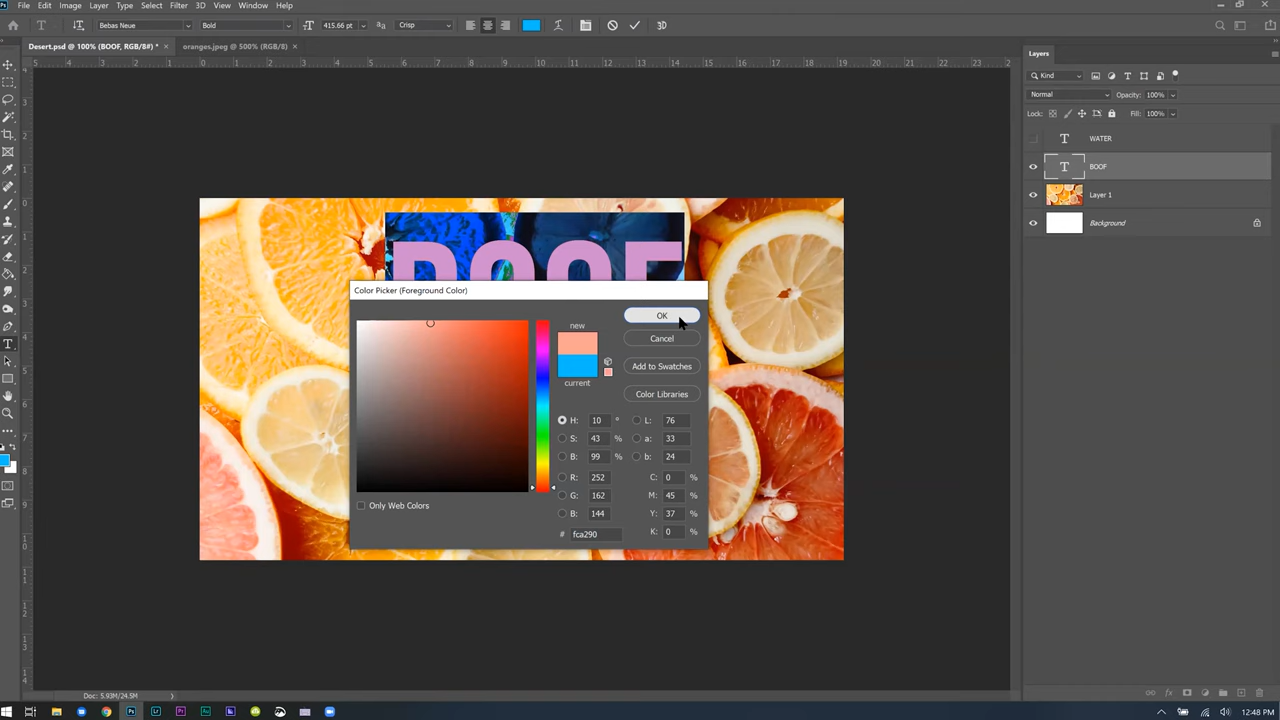 File Edit Image Layer Type Select Filter 3D View Window Help
T Bebas Neue Bold 415.66 pt aa Crisp 3D
Desert.psd @ 100% (BOOF, RGB/8#) * × oranges.jpeg @ 500% (RGB/8) ×
Layers
Kind
Normal Opacity: 100%
Lock: Fill: 100%
T WATER
T BOOF
Layer 1
Background
BOOF
Color Picker (Foreground Color)
new
current
OK
Cancel
Add to Swatches
Color Libraries
H: 10 ° L: 76
S: 43 % a: 33
B: 99 % b: 24
R: 252 C: 0 %
G: 162 M: 45 %
B: 144 Y: 37 %
# fca290 K: 0 %
Only Web Colors
Doc: 5.93M/24.5M
12:48 PM